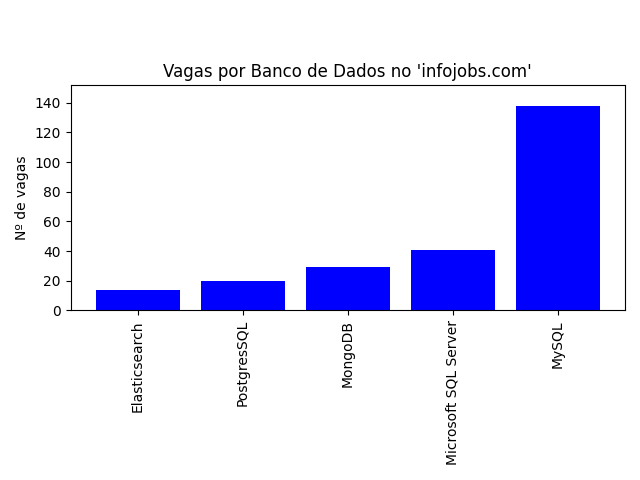 Vagas por Banco de Dados no 'infojobs.com'
Nº de vagas
140
120
100
80
60
40
20
0
Elasticsearch
PostgresSQL
MongoDB
Microsoft SQL Server
MySQL